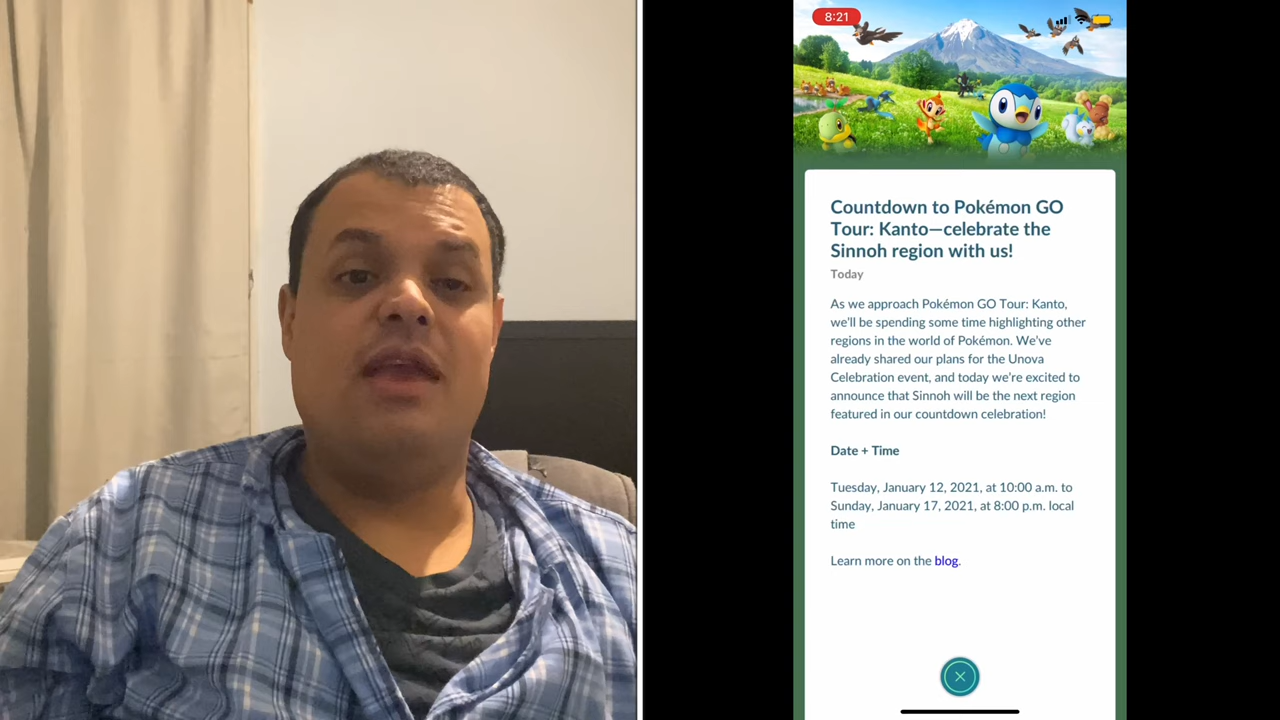 8:21
Countdown to Pokémon GO
Tour: Kanto—celebrate the
Sinnoh region with us!
Today
As we approach Pokémon GO Tour: Kanto,
we'll be spending some time highlighting other
regions in the world of Pokémon. We've
already shared our plans for the Unova
Celebration event, and today we're excited to
announce that Sinnoh will be the next region
featured in our countdown celebration!
Date + Time
Tuesday, January 12, 2021, at 10:00 a.m. to
Sunday, January 17, 2021, at 8:00 p.m. local
time
Learn more on the blog.